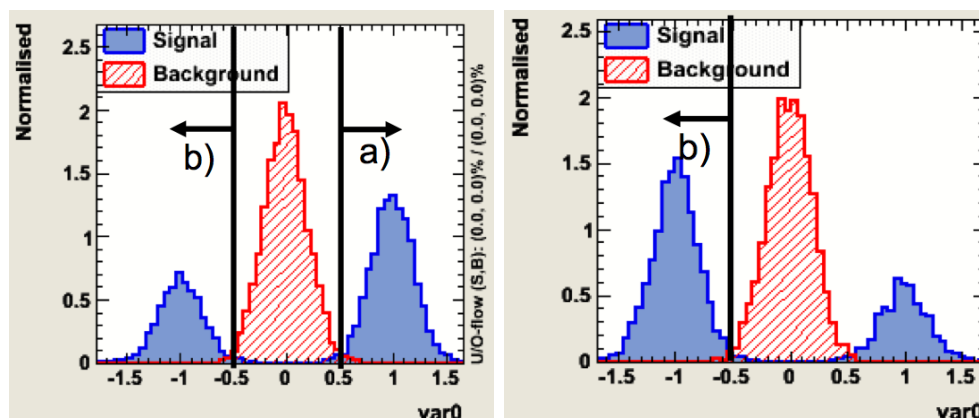 Normalised
2.5
2
1.5
1
0.5
0
Signal
Background
b)
a)
-1.5 -1 -0.5 0 0.5 1 1.5
var0
U/O-flow (S,B): (0.0, 0.0)% / (0.0, 0.0)%
Normalised
2.5
2
1.5
1
0.5
0
Signal
Background
b)
-1.5 -1 -0.5 0 0.5 1 1.5
var0